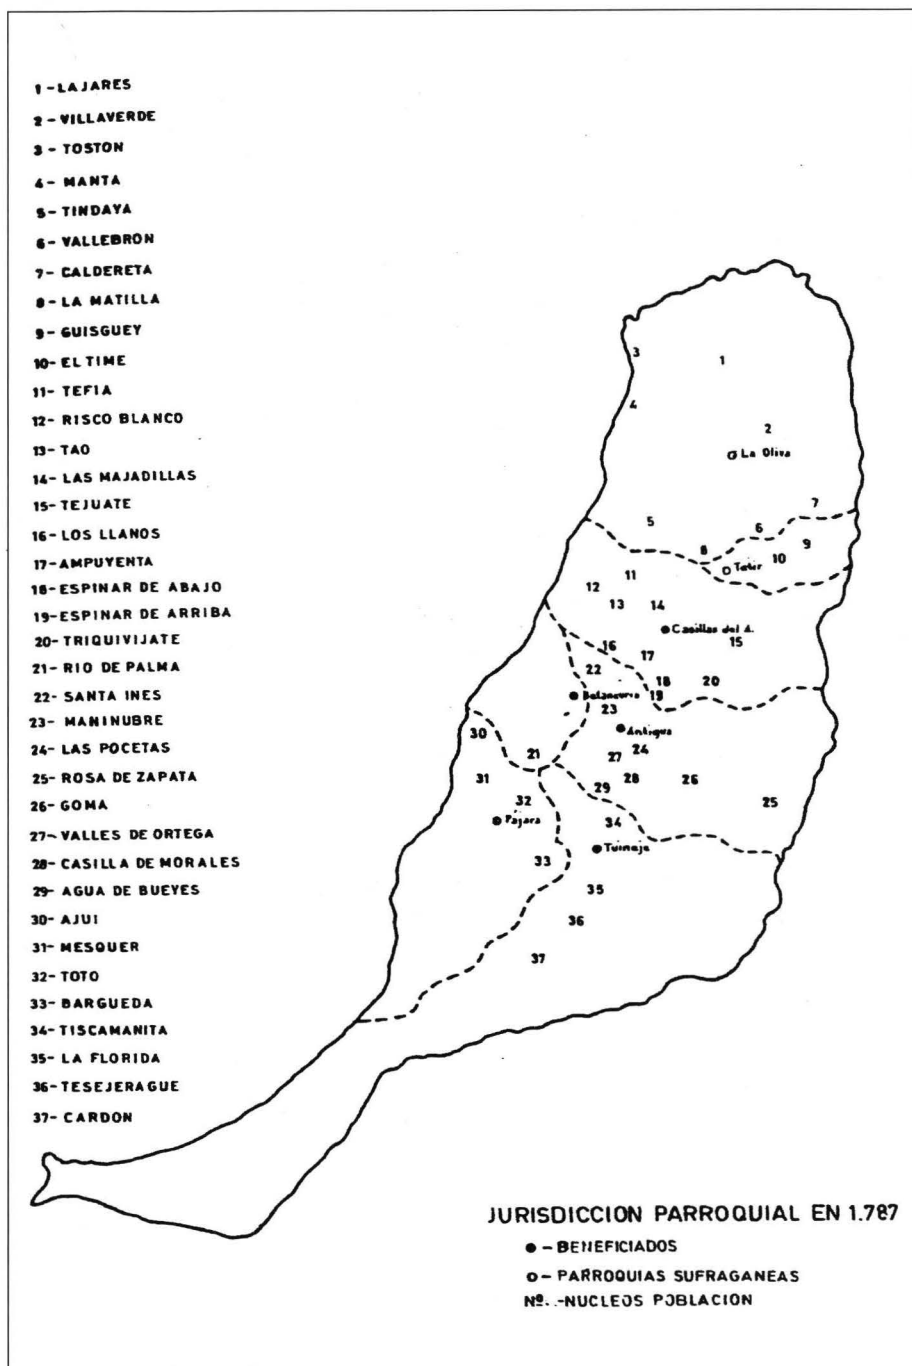 1-LAJARES
2-VILLAVERDE
3-TOSTON
4-MANTA
5-TINDAYA
6-VALLEBRON
7-CALDERETA
8-LA MATILLA
9-GUISGUEY
10-EL TIME
11-TEFIA
12-RISCO BLANCO
13-TAO
14-LAS MAJADILLAS
15-TEJUATE
16-LOS LLANOS
17-AMPUYENTA
18-ESPINAR DE ABAJO
19-ESPINAR DE ARRIBA
20-TRIQUIVIJATE
21-RIO DE PALMA
22-SANTA INES
23-MANINUBRE
24-LAS POCETAS
25-ROSA DE ZAPATA
26-GOMA
27-VALLES DE ORTEGA
28-CASILLA DE MORALES
29-AGUA DE BUEYES
30-AJUI
31-MESQUER
32-TOTO
33-BARGUEDA
34-TISCAMANITA
35-LA FLORIDA
36-TESEJERAGUE
37-CARDON
3
1
4
2
La Oliva
7
5
6
8
9
10
Tetir
11
12
13
14
Casillas del A.
15
16
17
22
18
20
19
Betancuria
23
Antigua
30
21
24
27
31
28
26
29
32
25
Pájara
34
Tuineje
33
35
36
37
JURISDICCION PARROQUIAL EN 1.787
●-BENEFICIADOS
o-PARROQUIAS SUFRAGANEAS
Nº.-NUCLEOS POBLACION